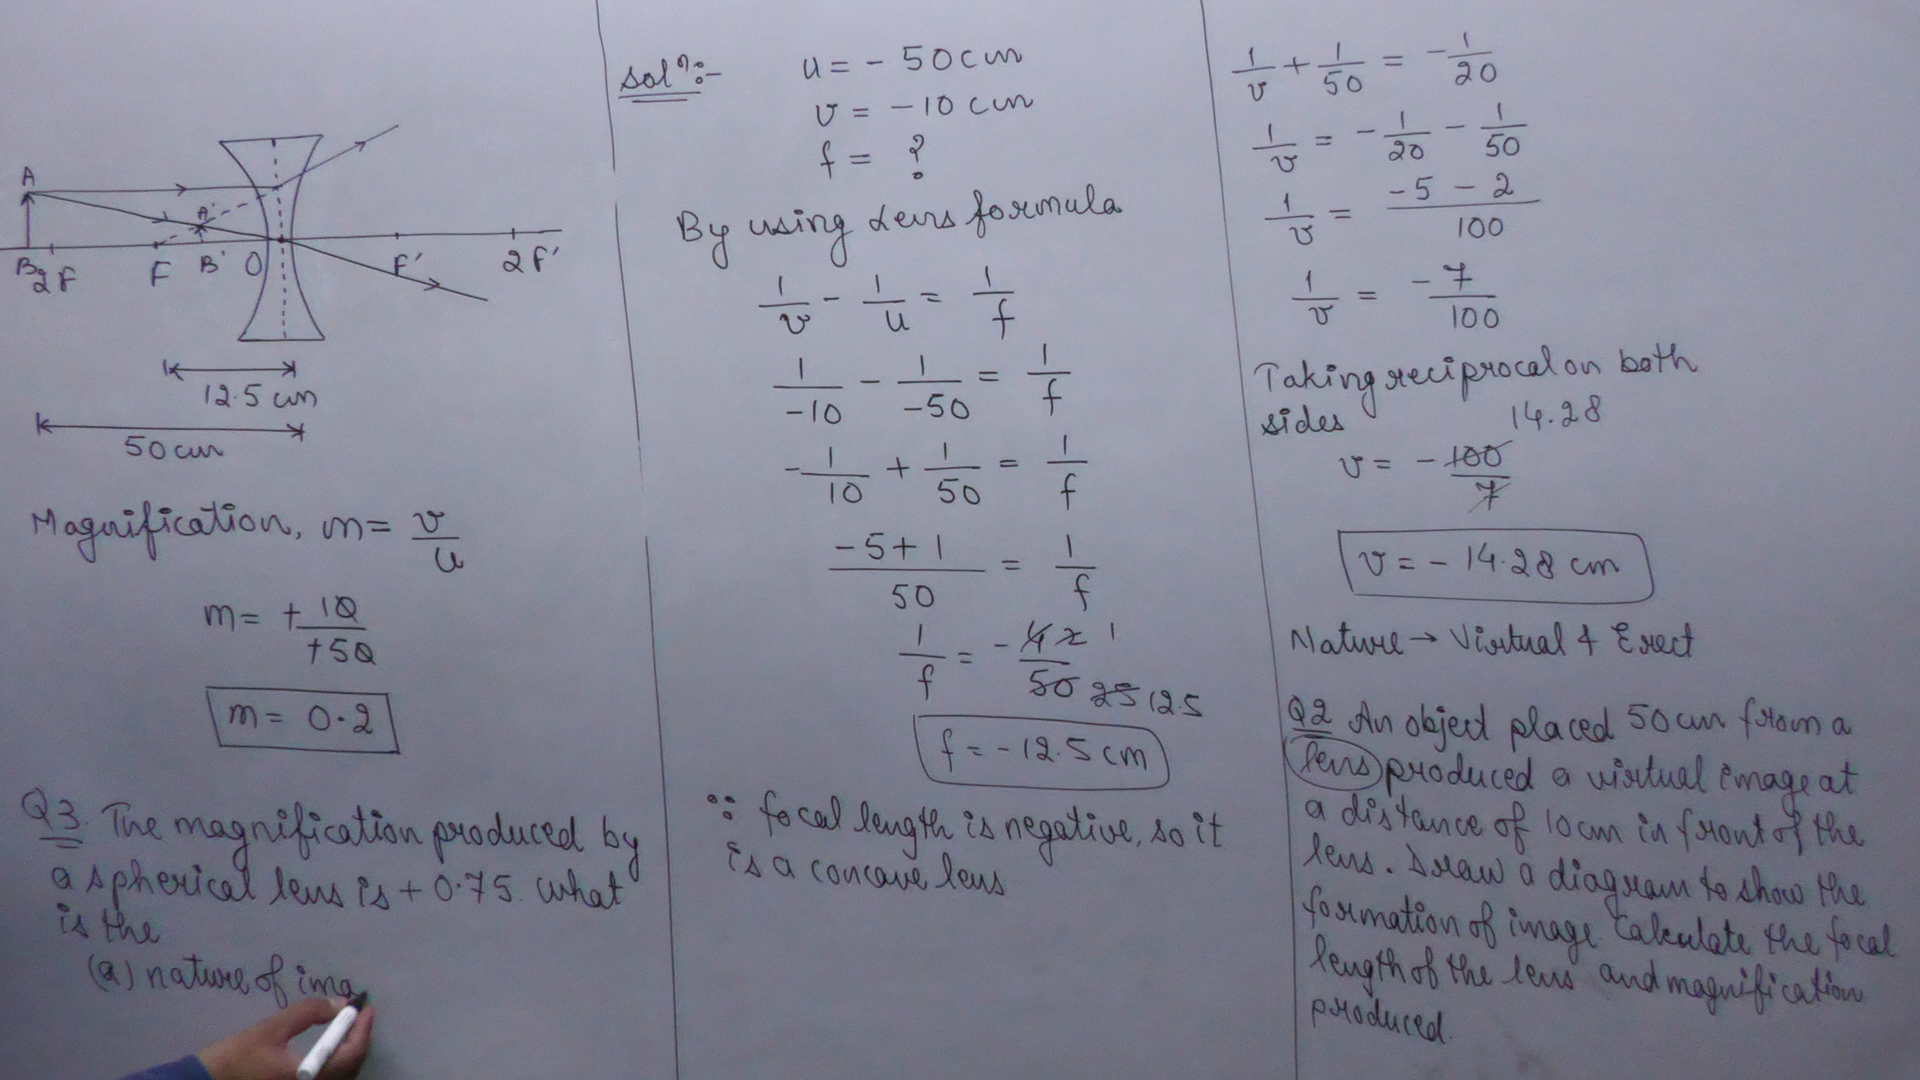 1/v + 1/50 = -1/20
1/v = -1/20 - 1/50
1/v = (-5 - 2)/100
1/v = -7/100
Taking reciprocal on both
sides
14.28
v = -100/7
v = - 14.28 cm
Nature → Virtual & Erect
Q2 An object placed 50cm from a
lens produced a virtual image at
a distance of 10cm in front of the
lens. Draw a diagram to show the
formation of image. Calculate the focal
length of the lens and magnification
produced.
Sol?:-
u = - 50cm
v = - 10 cm
f = ?
By using Lens formula
1/v - 1/u = 1/f
1/-10 - 1/-50 = 1/f
-1/10 + 1/50 = 1/f
(-5 + 1)/50 = 1/f
1/f = -4/50 2 1 25 12.5
f = - 12.5 cm
∵ focal length is negative, so it
is a concave lens
A
A'
B 2F F B' O F' 2F'
12.5 cm
50 cm
Magnification, m = v/u
m = +10/+50
m = 0.2
Q3. The magnification produced by
a spherical lens is + 0.75. What
is the
(a) nature of ima